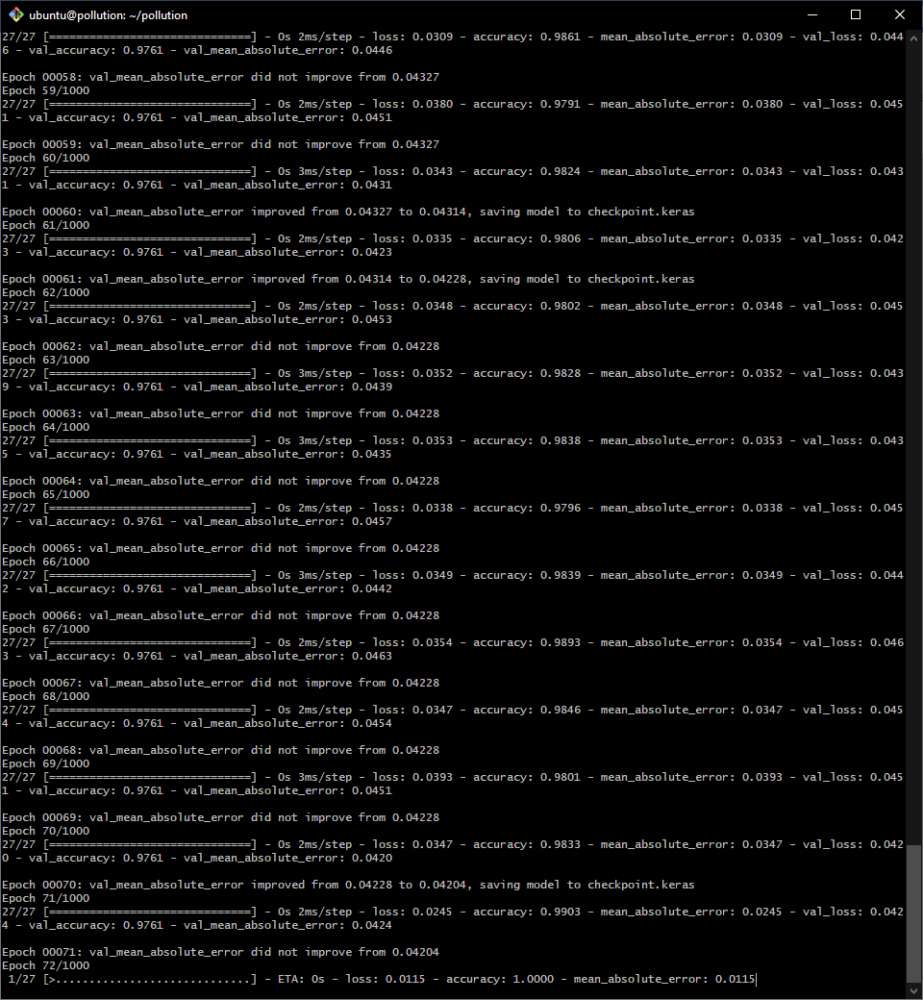 ubuntu@pollution: ~/pollution
27/27 [==============================] - 0s 2ms/step - loss: 0.0309 - accuracy: 0.9861 - mean_absolute_error: 0.0309 - val_loss: 0.044
6 - val_accuracy: 0.9761 - val_mean_absolute_error: 0.0446
Epoch 00058: val_mean_absolute_error did not improve from 0.04327
Epoch 59/1000
27/27 [==============================] - 0s 2ms/step - loss: 0.0380 - accuracy: 0.9791 - mean_absolute_error: 0.0380 - val_loss: 0.045
1 - val_accuracy: 0.9761 - val_mean_absolute_error: 0.0451
Epoch 00059: val_mean_absolute_error did not improve from 0.04327
Epoch 60/1000
27/27 [==============================] - 0s 3ms/step - loss: 0.0343 - accuracy: 0.9824 - mean_absolute_error: 0.0343 - val_loss: 0.043
1 - val_accuracy: 0.9761 - val_mean_absolute_error: 0.0431
Epoch 00060: val_mean_absolute_error improved from 0.04327 to 0.04314, saving model to checkpoint.keras
Epoch 61/1000
27/27 [==============================] - 0s 2ms/step - loss: 0.0335 - accuracy: 0.9806 - mean_absolute_error: 0.0335 - val_loss: 0.042
3 - val_accuracy: 0.9761 - val_mean_absolute_error: 0.0423
Epoch 00061: val_mean_absolute_error improved from 0.04314 to 0.04228, saving model to checkpoint.keras
Epoch 62/1000
27/27 [==============================] - 0s 2ms/step - loss: 0.0348 - accuracy: 0.9802 - mean_absolute_error: 0.0348 - val_loss: 0.045
3 - val_accuracy: 0.9761 - val_mean_absolute_error: 0.0453
Epoch 00062: val_mean_absolute_error did not improve from 0.04228
Epoch 63/1000
27/27 [==============================] - 0s 3ms/step - loss: 0.0352 - accuracy: 0.9828 - mean_absolute_error: 0.0352 - val_loss: 0.043
9 - val_accuracy: 0.9761 - val_mean_absolute_error: 0.0439
Epoch 00063: val_mean_absolute_error did not improve from 0.04228
Epoch 64/1000
27/27 [==============================] - 0s 3ms/step - loss: 0.0353 - accuracy: 0.9838 - mean_absolute_error: 0.0353 - val_loss: 0.043
5 - val_accuracy: 0.9761 - val_mean_absolute_error: 0.0435
Epoch 00064: val_mean_absolute_error did not improve from 0.04228
Epoch 65/1000
27/27 [==============================] - 0s 2ms/step - loss: 0.0338 - accuracy: 0.9796 - mean_absolute_error: 0.0338 - val_loss: 0.045
7 - val_accuracy: 0.9761 - val_mean_absolute_error: 0.0457
Epoch 00065: val_mean_absolute_error did not improve from 0.04228
Epoch 66/1000
27/27 [==============================] - 0s 3ms/step - loss: 0.0349 - accuracy: 0.9839 - mean_absolute_error: 0.0349 - val_loss: 0.044
2 - val_accuracy: 0.9761 - val_mean_absolute_error: 0.0442
Epoch 00066: val_mean_absolute_error did not improve from 0.04228
Epoch 67/1000
27/27 [==============================] - 0s 2ms/step - loss: 0.0354 - accuracy: 0.9893 - mean_absolute_error: 0.0354 - val_loss: 0.046
3 - val_accuracy: 0.9761 - val_mean_absolute_error: 0.0463
Epoch 00067: val_mean_absolute_error did not improve from 0.04228
Epoch 68/1000
27/27 [==============================] - 0s 2ms/step - loss: 0.0347 - accuracy: 0.9846 - mean_absolute_error: 0.0347 - val_loss: 0.045
4 - val_accuracy: 0.9761 - val_mean_absolute_error: 0.0454
Epoch 00068: val_mean_absolute_error did not improve from 0.04228
Epoch 69/1000
27/27 [==============================] - 0s 3ms/step - loss: 0.0393 - accuracy: 0.9801 - mean_absolute_error: 0.0393 - val_loss: 0.045
1 - val_accuracy: 0.9761 - val_mean_absolute_error: 0.0451
Epoch 00069: val_mean_absolute_error did not improve from 0.04228
Epoch 70/1000
27/27 [==============================] - 0s 2ms/step - loss: 0.0347 - accuracy: 0.9833 - mean_absolute_error: 0.0347 - val_loss: 0.042
0 - val_accuracy: 0.9761 - val_mean_absolute_error: 0.0420
Epoch 00070: val_mean_absolute_error improved from 0.04228 to 0.04204, saving model to checkpoint.keras
Epoch 71/1000
27/27 [==============================] - 0s 2ms/step - loss: 0.0245 - accuracy: 0.9903 - mean_absolute_error: 0.0245 - val_loss: 0.042
4 - val_accuracy: 0.9761 - val_mean_absolute_error: 0.0424
Epoch 00071: val_mean_absolute_error did not improve from 0.04204
Epoch 72/1000
1/27 [>.............................] - ETA: 0s - loss: 0.0115 - accuracy: 1.0000 - mean_absolute_error: 0.0115